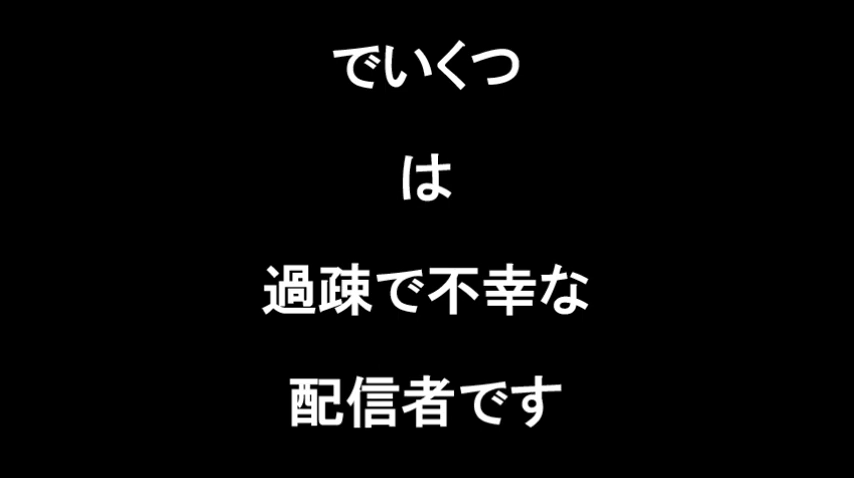 でいくつ
は
過疎で不幸な
配信者です